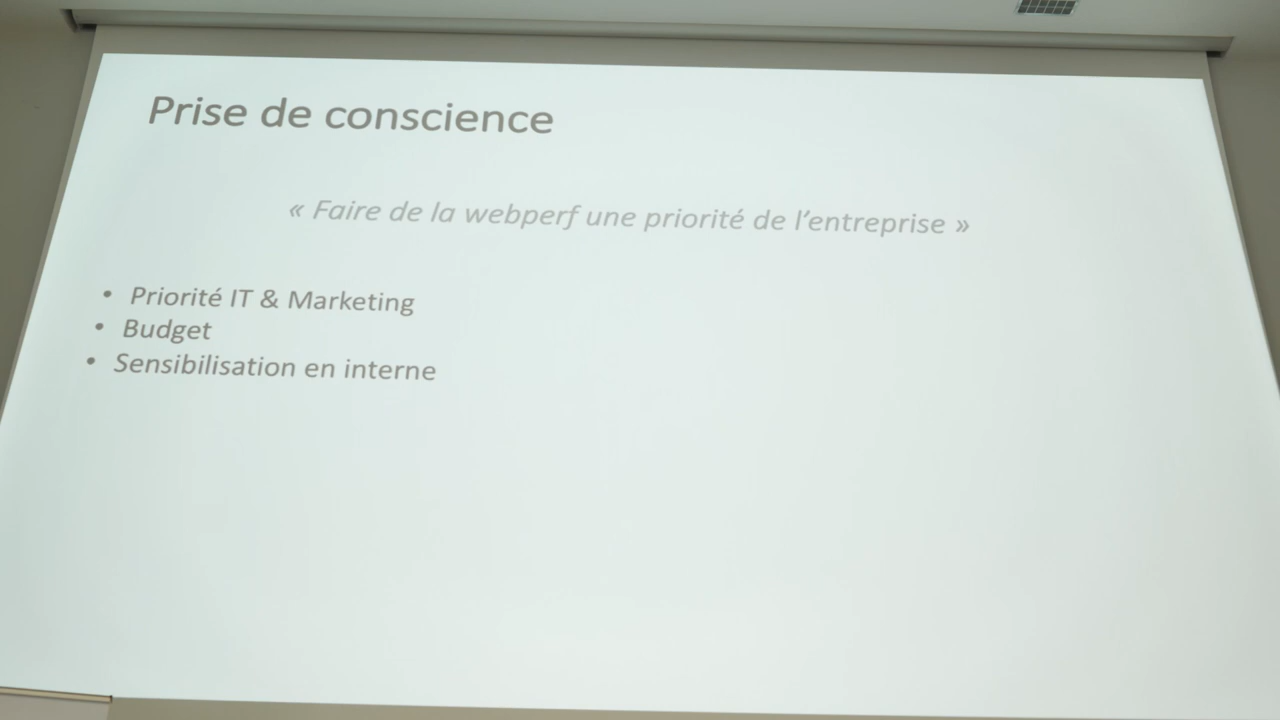 Prise de conscience
« Faire de la webperf une priorité de l’entreprise »
• Priorité IT & Marketing
• Budget
• Sensibilisation en interne